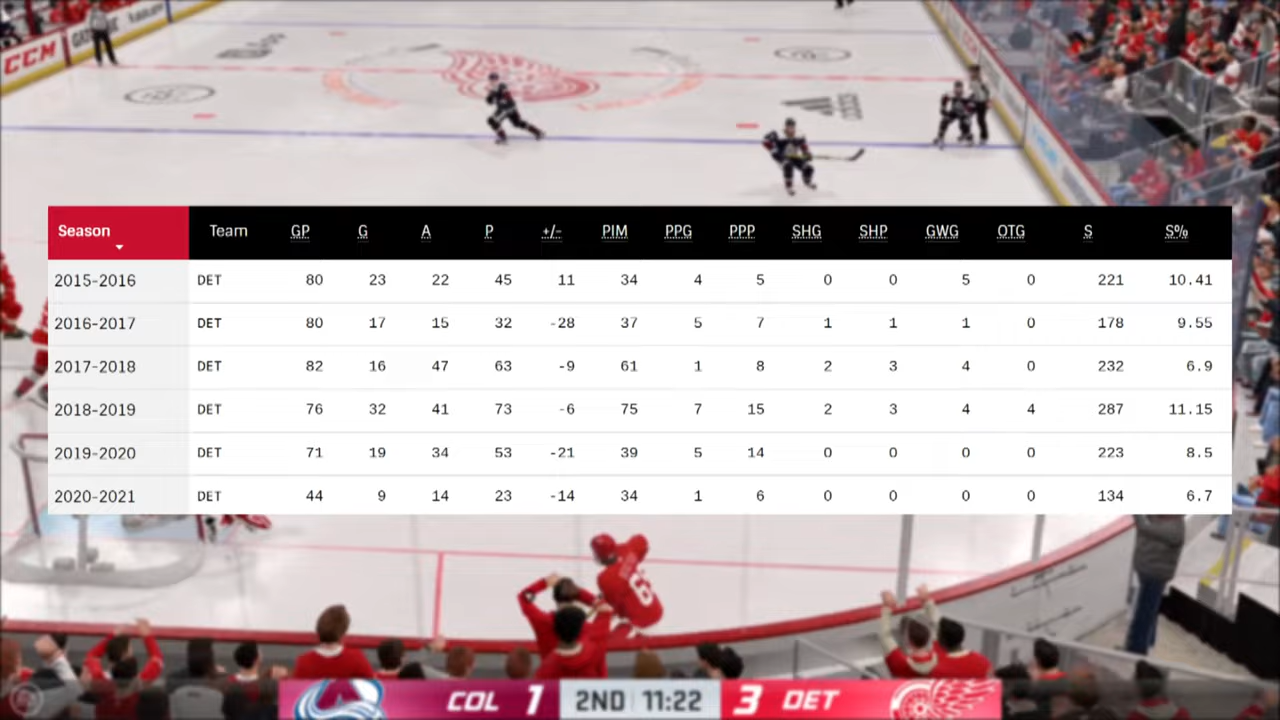 CCM
Season Team GP G A P +/- PIM PPG PPP SHG SHP GWG OTG S S%
2015-2016 DET 80 23 22 45 11 34 4 5 0 0 5 0 221 10.41
2016-2017 DET 80 17 15 32 -28 37 5 7 1 1 1 0 178 9.55
2017-2018 DET 82 16 47 63 -9 61 1 8 2 3 4 0 232 6.9
2018-2019 DET 76 32 41 73 -6 75 7 15 2 3 4 4 287 11.15
2019-2020 DET 71 19 34 53 -21 39 5 14 0 0 0 0 223 8.5
2020-2021 DET 44 9 14 23 -14 34 1 6 0 0 0 0 134 6.7
COL 1 2ND 11:22 3 DET